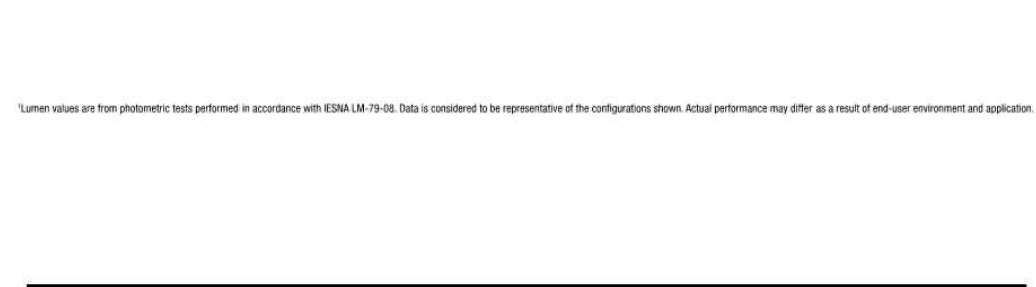 ¹Lumen values are from photometric tests performed in accordance with IESNA LM-79-08. Data is considered to be representative of the configurations shown. Actual performance may differ as a result of end-user environment and application.